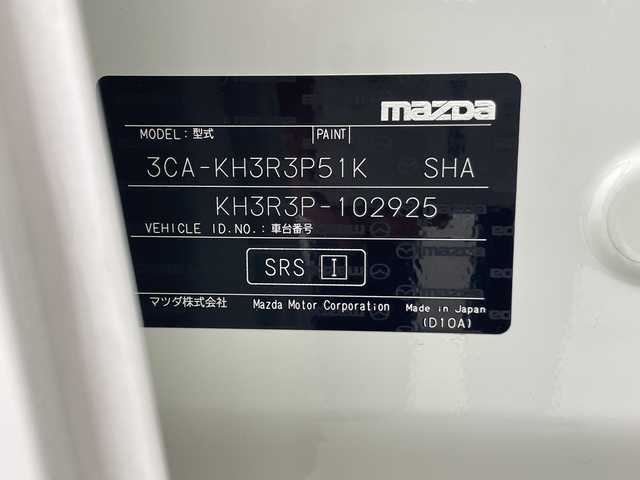 mazda
MODEL: 型式 PAINT
3CA-KH3R3P51K SHA
KH3R3P-102925
VEHICLE ID.NO.: 車台番号
SRS I
マツダ株式会社 Mazda Motor Corporation Made in Japan
(D10A)